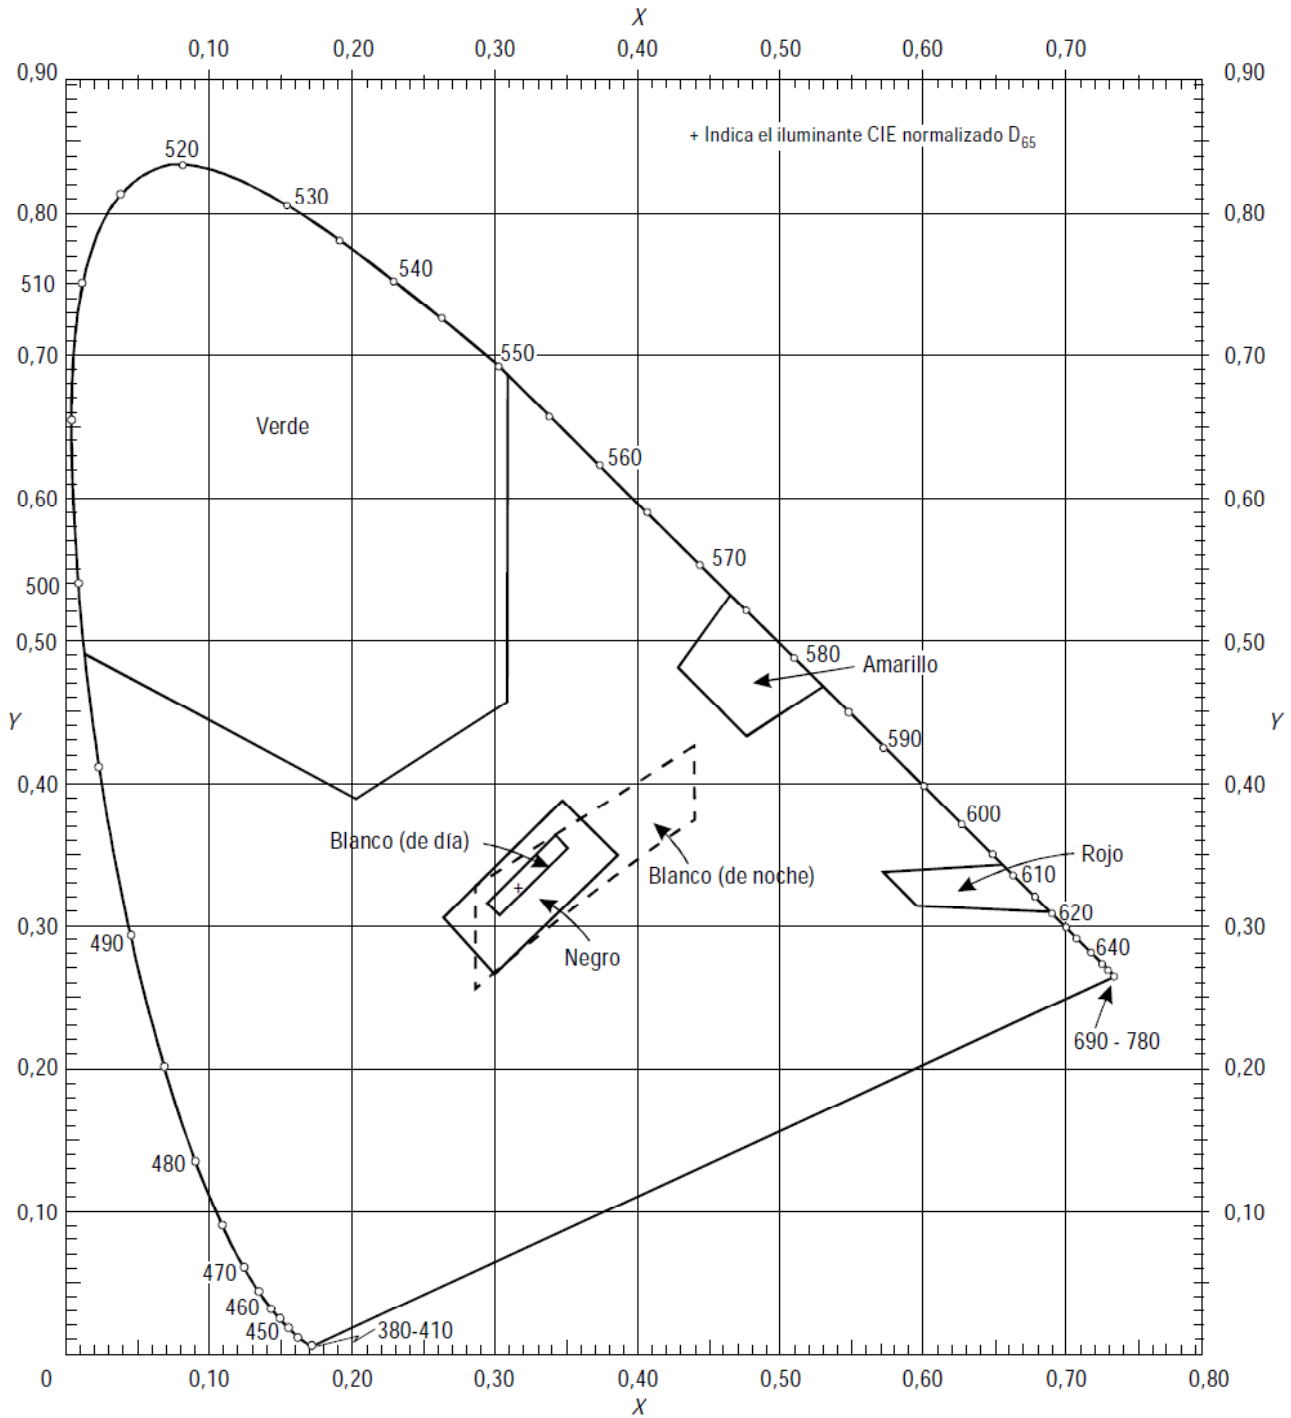 X
0,10 0,20 0,30 0,40 0,50 0,60 0,70
0,90 0,90
+ Indica el iluminante CIE normalizado D65
520
530
0,80 0,80
540
510
550
0,70 0,70
Verde
560
0,60 0,60
570
500
0,50 0,50
580
Amarillo
Y Y
590
0,40 0,40
600
Blanco (de día)
Rojo
Blanco (de noche)
610
620
0,30 0,30
490
640
Negro
690 - 780
0,20 0,20
480
0,10 0,10
470
460
450
380-410
0 0,10 0,20 0,30 0,40 0,50 0,60 0,70 0,80
X